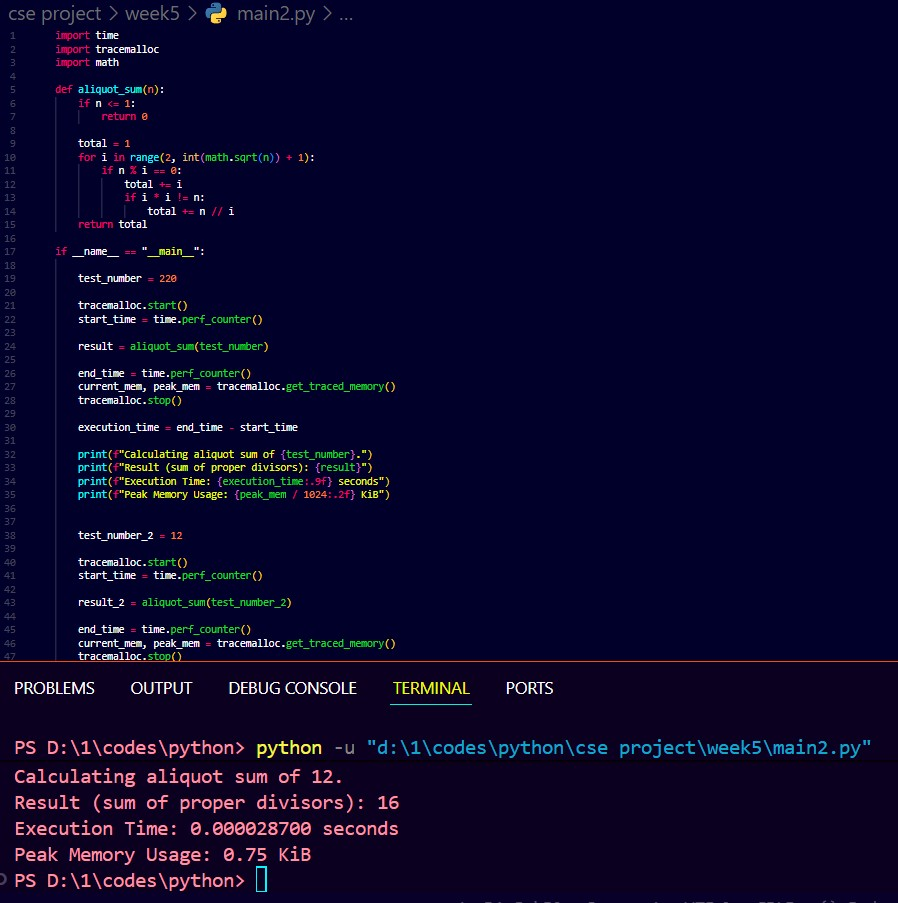 cse project > week5 > main2.py > ...
1 import time
2 import tracemalloc
3 import math
4
5 def aliquot_sum(n):
6     if n <= 1:
7         return 0
8
9     total = 1
10     for i in range(2, int(math.sqrt(n)) + 1):
11         if n % i == 0:
12             total += i
13             if i * i != n:
14                 total += n // i
15     return total
16
17 if __name__ == "__main__":
18
19     test_number = 220
20
21     tracemalloc.start()
22     start_time = time.perf_counter()
23
24     result = aliquot_sum(test_number)
25
26     end_time = time.perf_counter()
27     current_mem, peak_mem = tracemalloc.get_traced_memory()
28     tracemalloc.stop()
29
30     execution_time = end_time - start_time
31
32     print(f"Calculating aliquot sum of {test_number}.")
33     print(f"Result (sum of proper divisors): {result}")
34     print(f"Execution Time: {execution_time:.9f} seconds")
35     print(f"Peak Memory Usage: {peak_mem / 1024:.2f} KiB")
36
37
38     test_number_2 = 12
39
40     tracemalloc.start()
41     start_time = time.perf_counter()
42
43     result_2 = aliquot_sum(test_number_2)
44
45     end_time = time.perf_counter()
46     current_mem, peak_mem = tracemalloc.get_traced_memory()
47     tracemalloc.stop()
PROBLEMS OUTPUT DEBUG CONSOLE TERMINAL PORTS
PS D:\1\codes\python> python -u "d:\1\codes\python\cse project\week5\main2.py"
Calculating aliquot sum of 12.
Result (sum of proper divisors): 16
Execution Time: 0.000028700 seconds
Peak Memory Usage: 0.75 KiB
PS D:\1\codes\python>